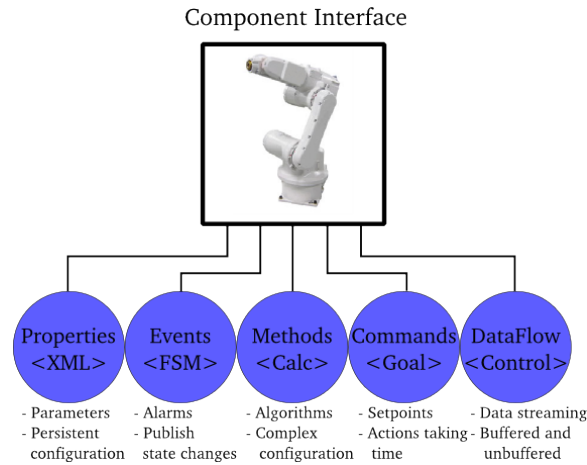 Component Interface
Properties
<XML>
Events
<FSM>
Methods
<Calc>
Commands
<Goal>
DataFlow
<Control>
- Parameters
- Persistent
configuration
- Alarms
- Publish
state changes
- Algorithms
- Complex
configuration
- Setpoints
- Actions taking
time
- Data streaming
- Buffered and
unbuffered